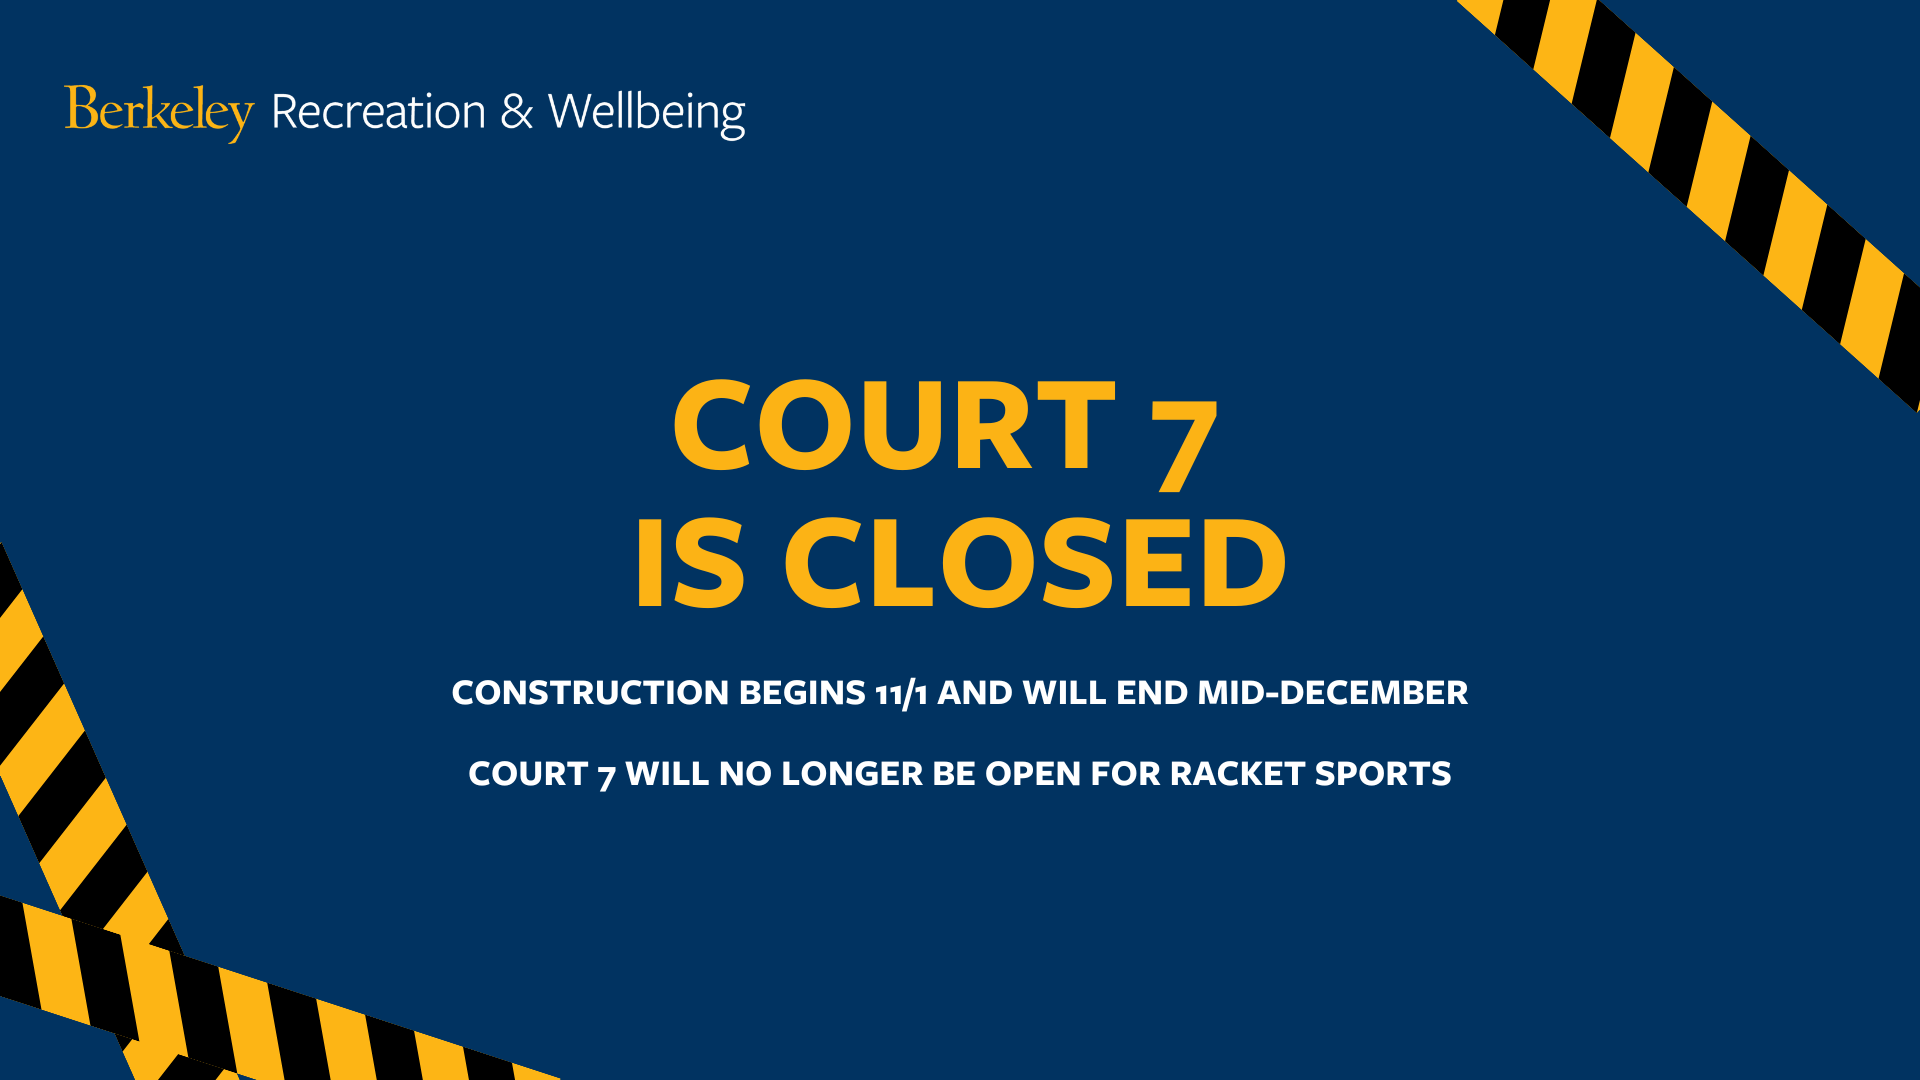 Berkeley Recreation & Wellbeing
COURT 7
IS CLOSED
CONSTRUCTION BEGINS 11/1 AND WILL END MID-DECEMBER
COURT 7 WILL NO LONGER BE OPEN FOR RACKET SPORTS